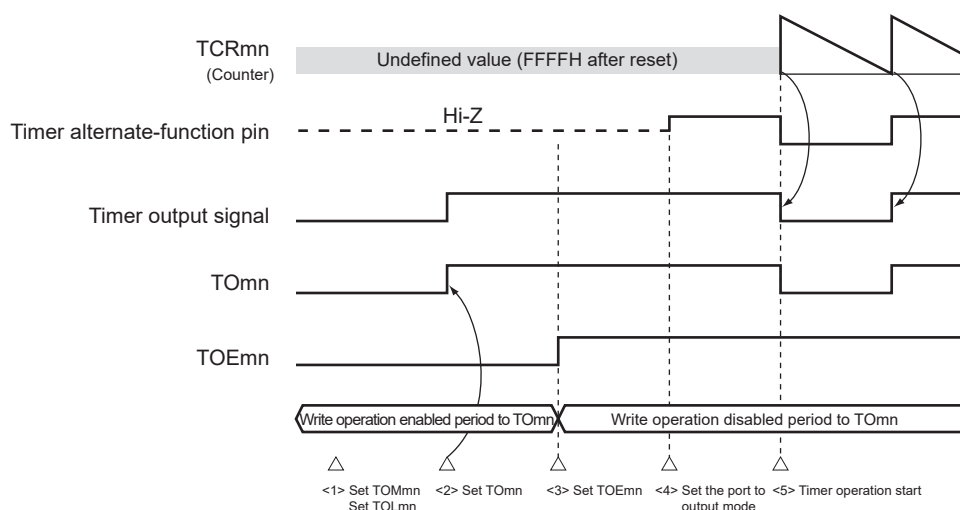 TCRmn
(Counter)
Undefined value (FFFFH after reset)
Timer alternate-function pin
Hi-Z
Timer output signal
TOmn
TOEmn
Write operation enabled period to TOmn
Write operation disabled period to TOmn
<1> Set TOMmn
Set TOLmn
<2> Set TOmn
<3> Set TOEmn
<4> Set the port to
output mode
<5> Timer operation start